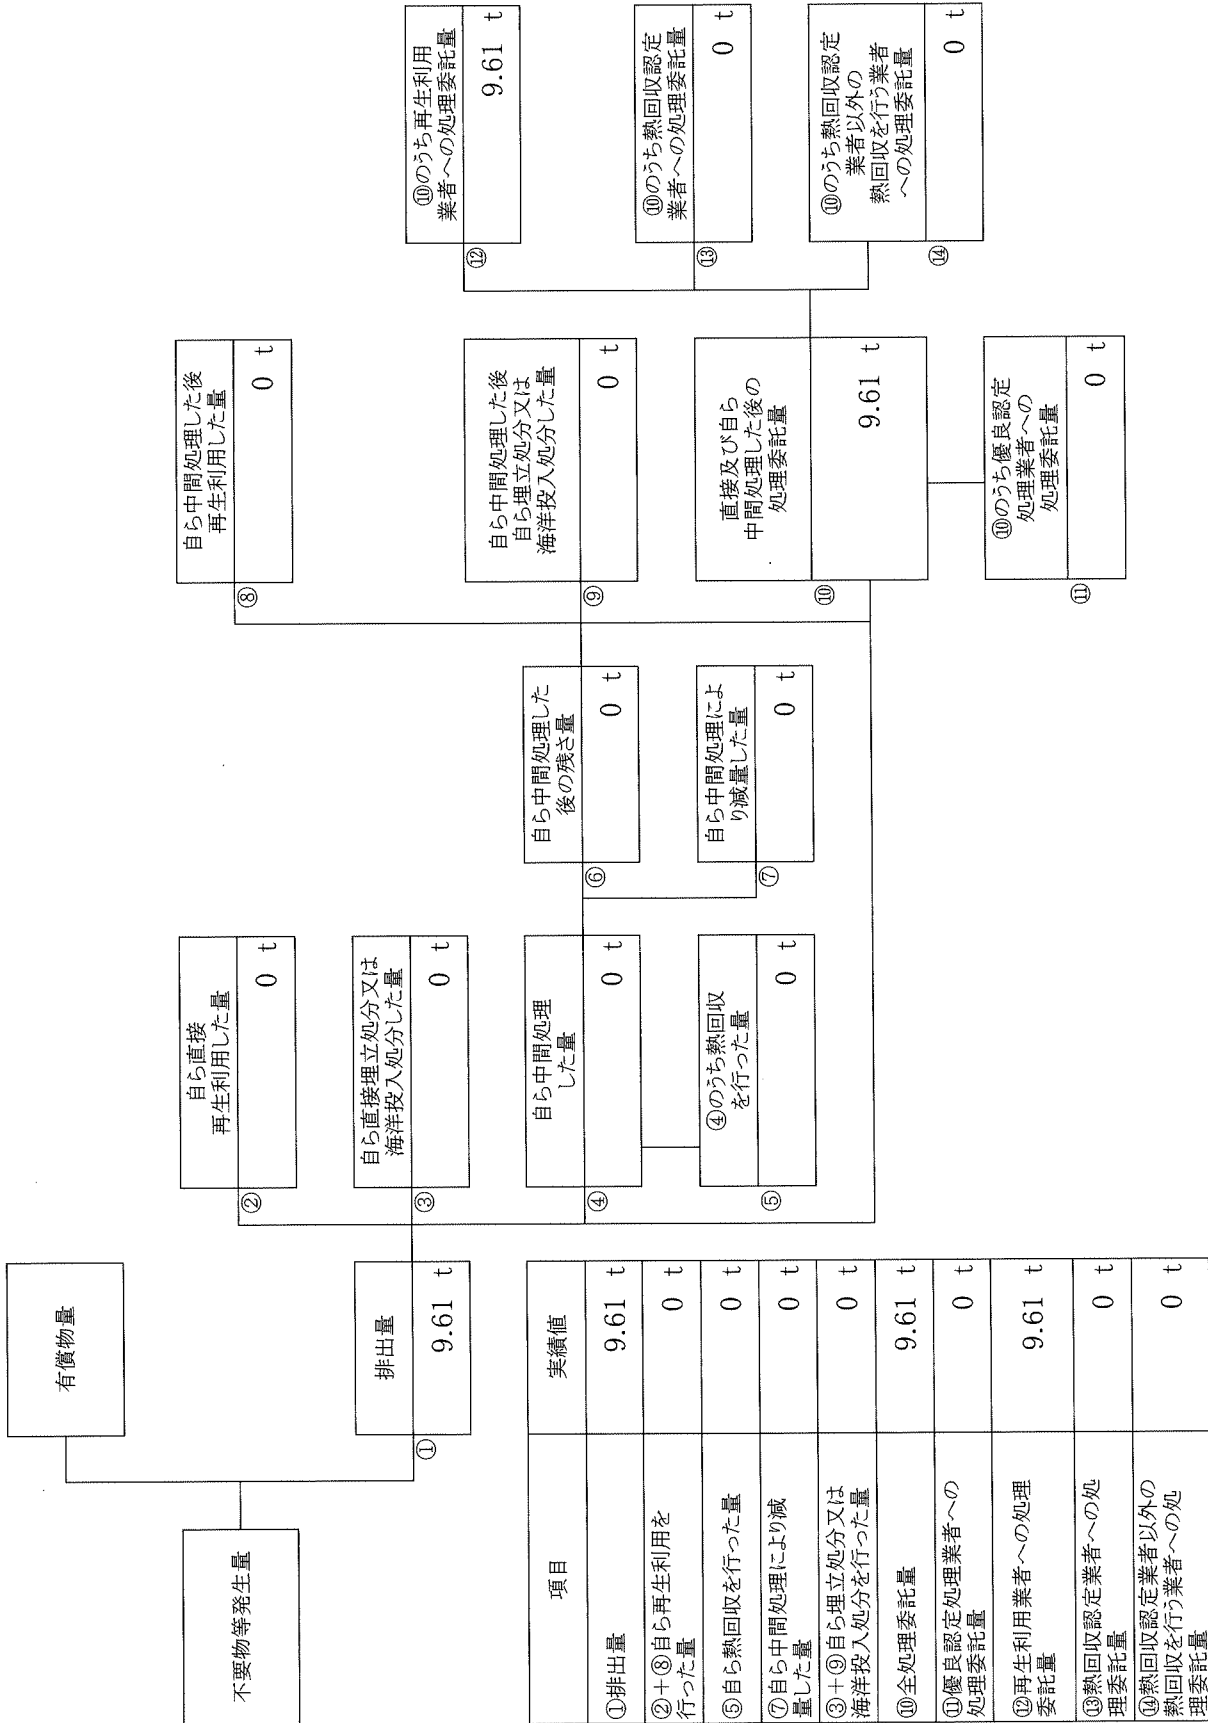 不要物等発生量
有償物量
①
排出量
9.61 t
②
自ら直接
再生利用した量
0 t
③
自ら直接埋立処分又は
海洋投入処分した量
0 t
④
自ら中間処理
した量
0 t
⑤
④のうち熱回収
を行った量
0 t
⑥
自ら中間処理した
後の残さ量
0 t
⑦
自ら中間処理によ
り減量した量
0 t
⑧
自ら中間処理した後
再生利用した量
0 t
⑨
自ら中間処理した後
自ら埋立処分又は
海洋投入処分した量
0 t
⑩
直接及び自ら
中間処理した後の
処理委託量
9.61 t
⑪
⑩のうち優良認定
処理業者への
処理委託量
0 t
⑫
⑩のうち再生利用
業者への処理委託量
9.61 t
⑬
⑩のうち熱回収認定
業者への処理委託量
0 t
⑭
⑩のうち熱回収認定
業者以外の
熱回収を行う業者
への処理委託量
0 t
項目 実績値
①排出量 9.61 t
②+⑧自ら再生利用を
行った量 0 t
⑤自ら熱回収を行った量 0 t
⑦自ら中間処理により減
量した量 0 t
③+⑨自ら埋立処分又は
海洋投入処分を行った量 0 t
⑩全処理委託量 9.61 t
⑪優良認定処理業者への
処理委託量 0 t
⑫再生利用業者への処理
委託量 9.61 t
⑬熱回収認定業者への処
理委託量 0 t
⑭熱回収認定業者以外の
熱回収を行う業者への処
理委託量 0 t